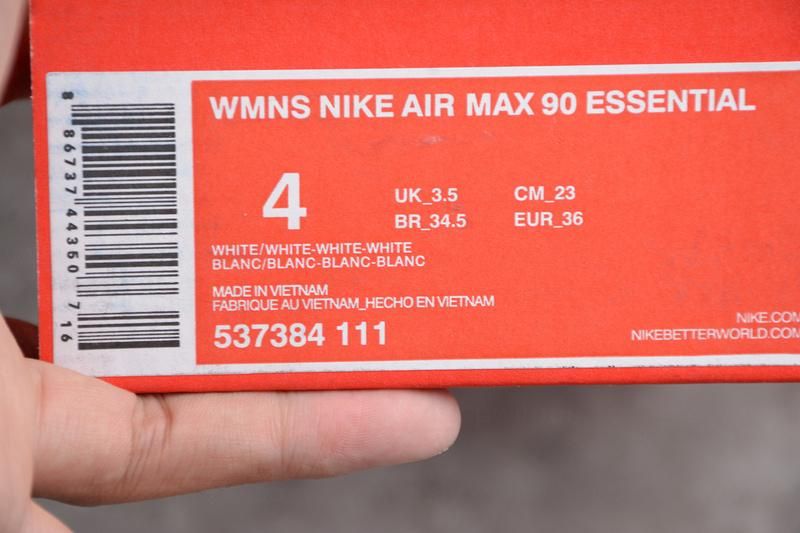 WMNS NIKE AIR MAX 90 ESSENTIAL
4
UK_3.5 CM_23
BR_34.5 EUR_36
WHITE/WHITE-WHITE-WHITE
BLANC/BLANC-BLANC-BLANC
MADE IN VIETNAM
FABRIQUE AU VIETNAM_HECHO EN VIETNAM
537384 111
NIKE.COM
NIKEBETTERWORLD.COM
8 86737 44360 7 16